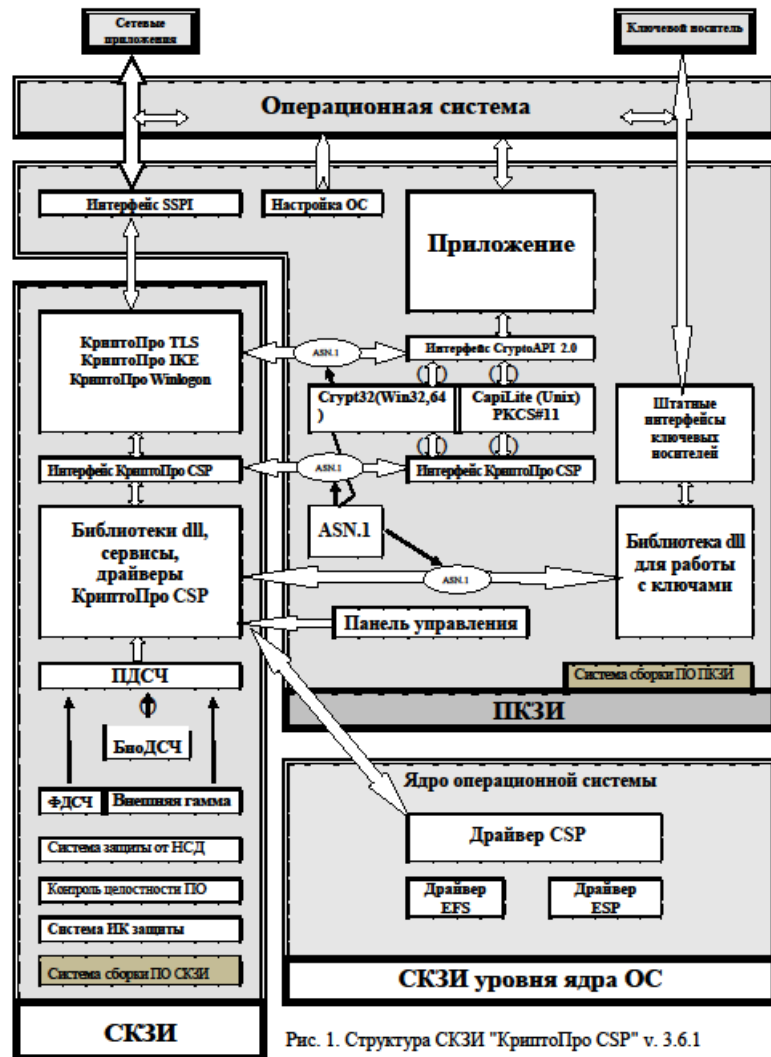 Сетевые
приложения
Ключевой носитель
Операционная система
Интерфейс SSPI
Настройка ОС
Приложение
КриптоПро TLS
КриптоПро IKE
КриптоПро Winlogon
ASN.1
Интерфейс CryptoAPI 2.0
Crypt32(Win32,64
)
CapiLite (Unix)
PKCS#11
Штатные
интерфейсы
ключевых
носителей
Интерфейс КриптоПро CSP
ASN.1
Интерфейс КриптоПро CSP
Библиотеки dll,
сервисы,
драйверы
КриптоПро CSP
ASN.1
ASN.1
Библиотека dll
для работы
с ключами
Панель управления
ПДСЧ
Система сборки ПО ПКЗИ
ПКЗИ
БиоДСЧ
ФДСЧ
Внешняя гамма
Ядро операционной системы
Драйвер CSP
Система защиты от НСД
Контроль целостности ПО
Драйвер
EFS
Драйвер
ESP
Система ИК защиты
Система сборки ПО СКЗИ
СКЗИ уровня ядра ОС
СКЗИ
Рис. 1. Структура СКЗИ "КриптоПро CSP" v. 3.6.1